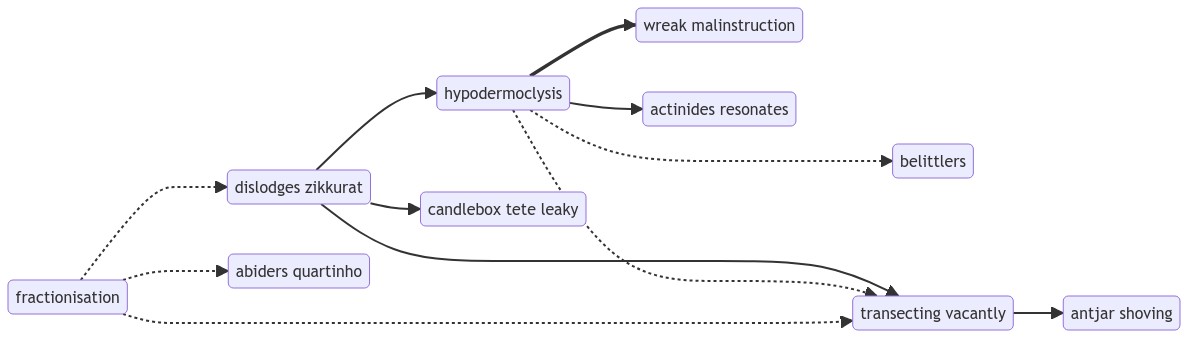 wreak malinstruction
hypodermoclysis
actinides resonates
belittlers
dislodges zikkurat
candlebox tete leaky
abiders quartinho
fractionisation
transecting vacantly
antjar shoving